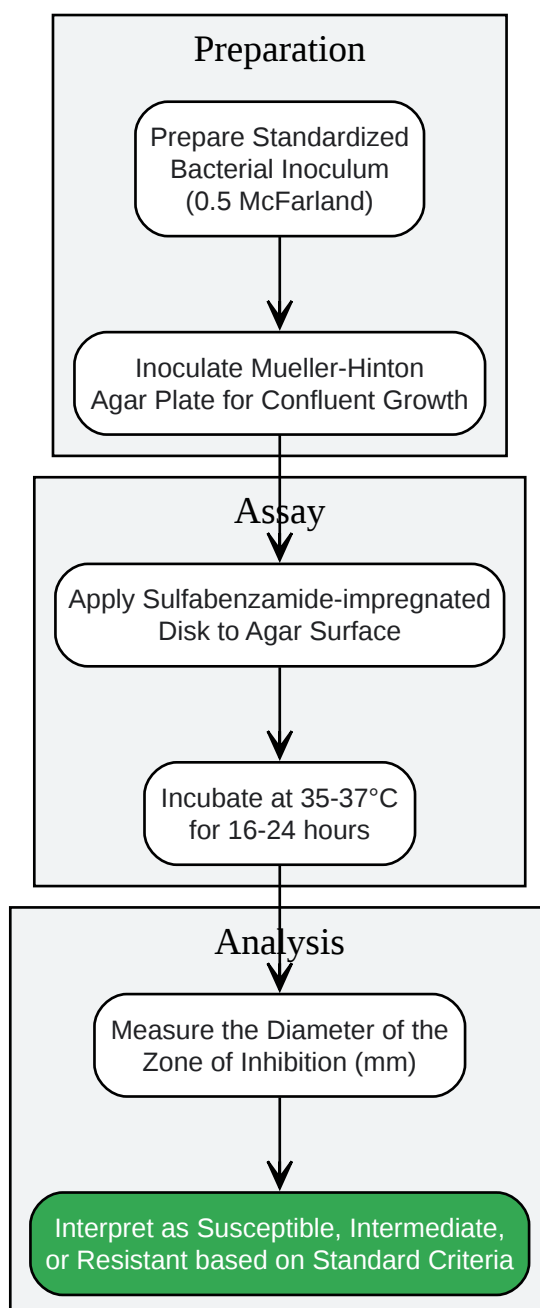 Preparation
Prepare Standardized
Bacterial Inoculum
(0.5 McFarland)
Inoculate Mueller-Hinton
Agar Plate for Confluent Growth
Assay
Apply Sulfabenzamide-impregnated
Disk to Agar Surface
Incubate at 35-37°C
for 16-24 hours
Analysis
Measure the Diameter of the
Zone of Inhibition (mm)
Interpret as Susceptible, Intermediate,
or Resistant based on Standard Criteria